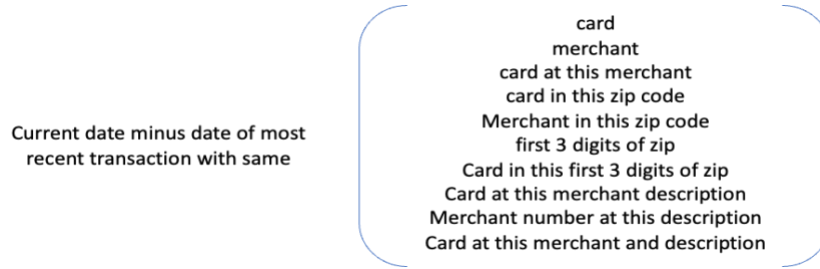 card
merchant
card at this merchant
card in this zip code
Merchant in this zip code
first 3 digits of zip
Card in this first 3 digits of zip
Card at this merchant description
Merchant number at this description
Card at this merchant and description
Current date minus date of most
recent transaction with same